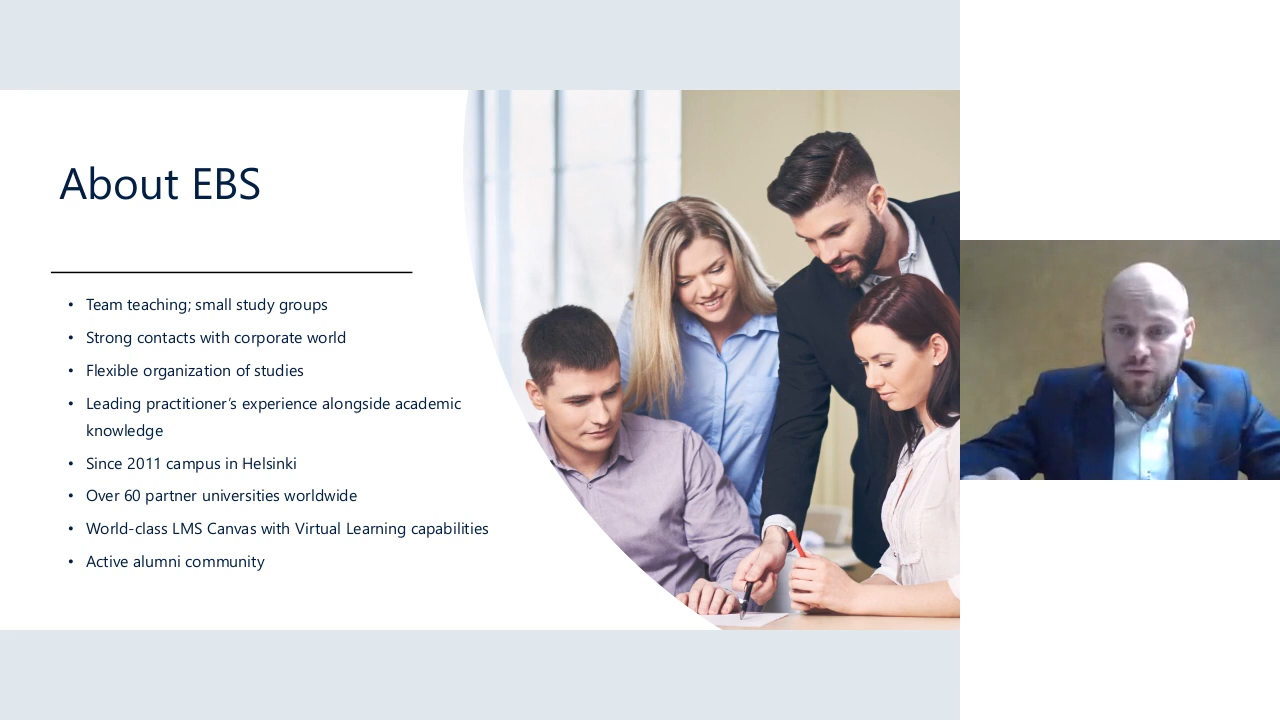 About EBS
• Team teaching; small study groups
• Strong contacts with corporate world
• Flexible organization of studies
• Leading practitioner's experience alongside academic
knowledge
• Since 2011 campus in Helsinki
• Over 60 partner universities worldwide
• World-class LMS Canvas with Virtual Learning capabilities
• Active alumni community